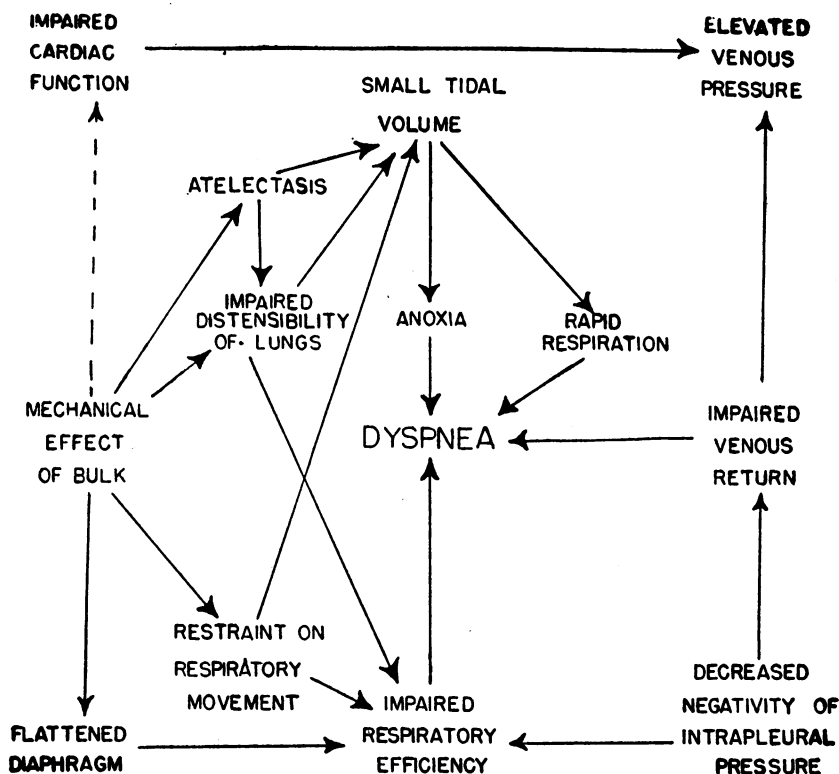 IMPAIRED
CARDIAC
FUNCTION
ELEVATED
VENOUS
PRESSURE
SMALL TIDAL
VOLUME
ATELECTASIS
IMPAIRED
DISTENSIBILITY
OF. LUNGS
ANOXIA
RAPID
RESPIRATION
MECHANICAL
EFFECT
OF BULK
DYSPNEA
IMPAIRED
VENOUS
RETURN
RESTRAINT ON
RESPIRATORY
MOVEMENT
IMPAIRED
RESPIRATORY
EFFICIENCY
DECREASED
NEGATIVITY OF
INTRAPLEURAL
PRESSURE
FLATTENED
DIAPHRAGM